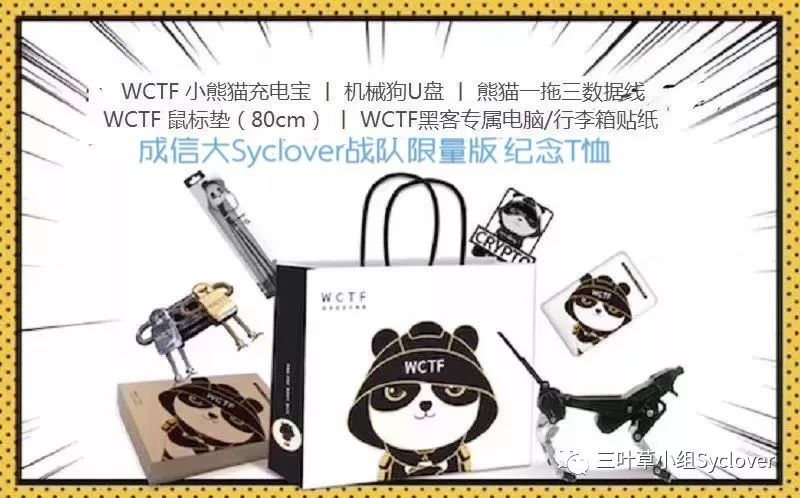 WCTF 小熊猫充电宝 丨 机械狗U盘 丨 熊猫一拖三数据线
WCTF 鼠标垫（80cm） 丨 WCTF黑客专属电脑/行李箱贴纸
成信大Syclover战队限量版 纪念T恤
CRYPTO
WCTF
WCTF
WCTF
三叶草小组Syclover